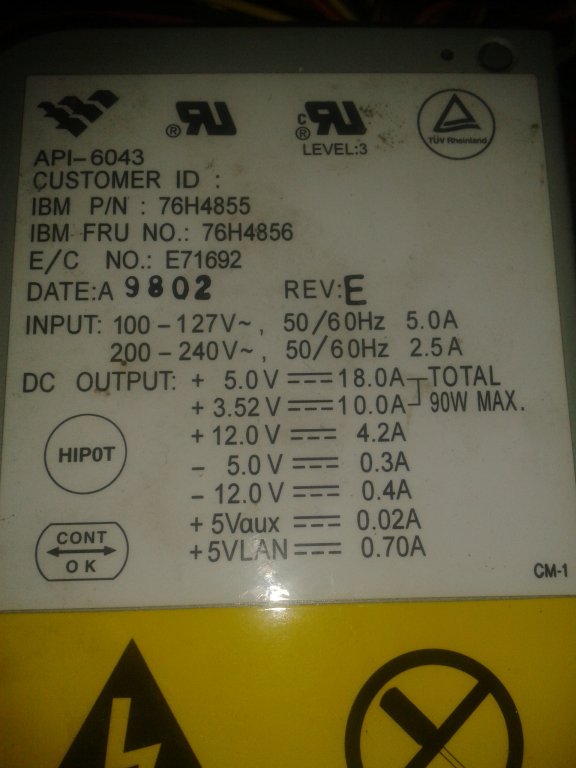 API-6043
CUSTOMER ID :
IBM P/N : 76H4855
IBM FRU NO.: 76H4856
E/C NO.: E71692
DATE:A 9802 REV:E
INPUT: 100-127V~, 50/60Hz 5.0A
200-240V~, 50/60Hz 2.5A
DC OUTPUT: + 5.0V 18.0A TOTAL
+ 3.52V 10.0A 90W MAX.
+ 12.0V 4.2A
- 5.0V 0.3A
- 12.0V 0.4A
+ 5Vaux 0.02A
+ 5VLAN 0.70A
® RU
c ® RU
LEVEL:3
TÜV Rheinland
HIPOT
CONT
OK
CM-1